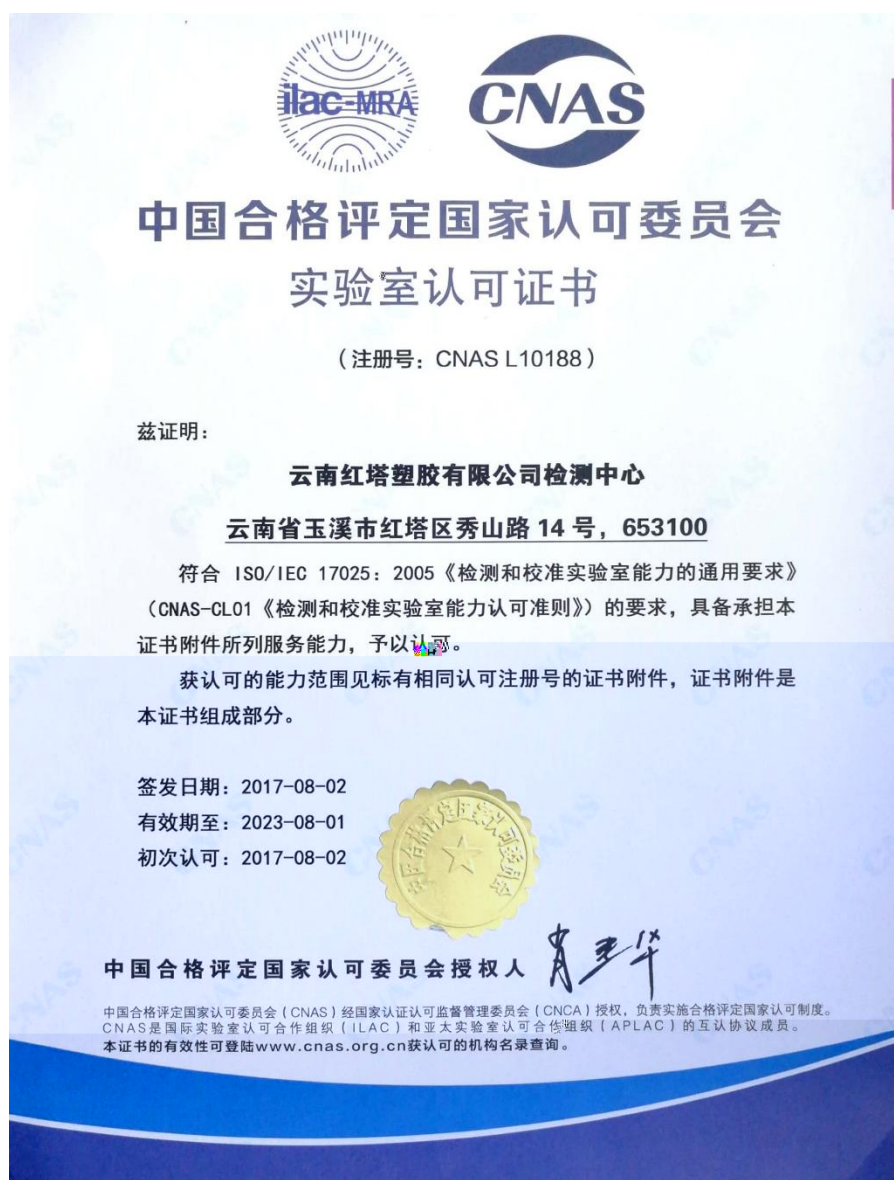 ilac-MRA
CNAS
中国合格评定国家认可委员会
实验室认可证书
（注册号：CNAS L10188）
兹证明：
云南红塔塑胶有限公司检测中心
云南省玉溪市红塔区秀山路 14 号，653100
符合 ISO/IEC 17025：2005《检测和校准实验室能力的通用要求》
（CNAS-CL01《检测和校准实验室能力认可准则》）的要求，具备承担本
证书附件所列服务能力，予以认可。
获认可的能力范围见标有相同认可注册号的证书附件，证书附件是
本证书组成部分。
签发日期：2017-08-02
有效期至：2023-08-01
初次认可：2017-08-02
中国合格评定国家认可委员会
中国合格评定国家认可委员会授权人
中国合格评定国家认可委员会（CNAS）经国家认证认可监督管理委员会（CNCA）授权，负责实施合格评定国家认可制度。
CNAS是国际实验室认可合作组织（ILAC）和亚太实验室认可合作组织（APLAC）的互认协议成员。
本证书的有效性可登陆www.cnas.org.cn获认可的机构名录查询。